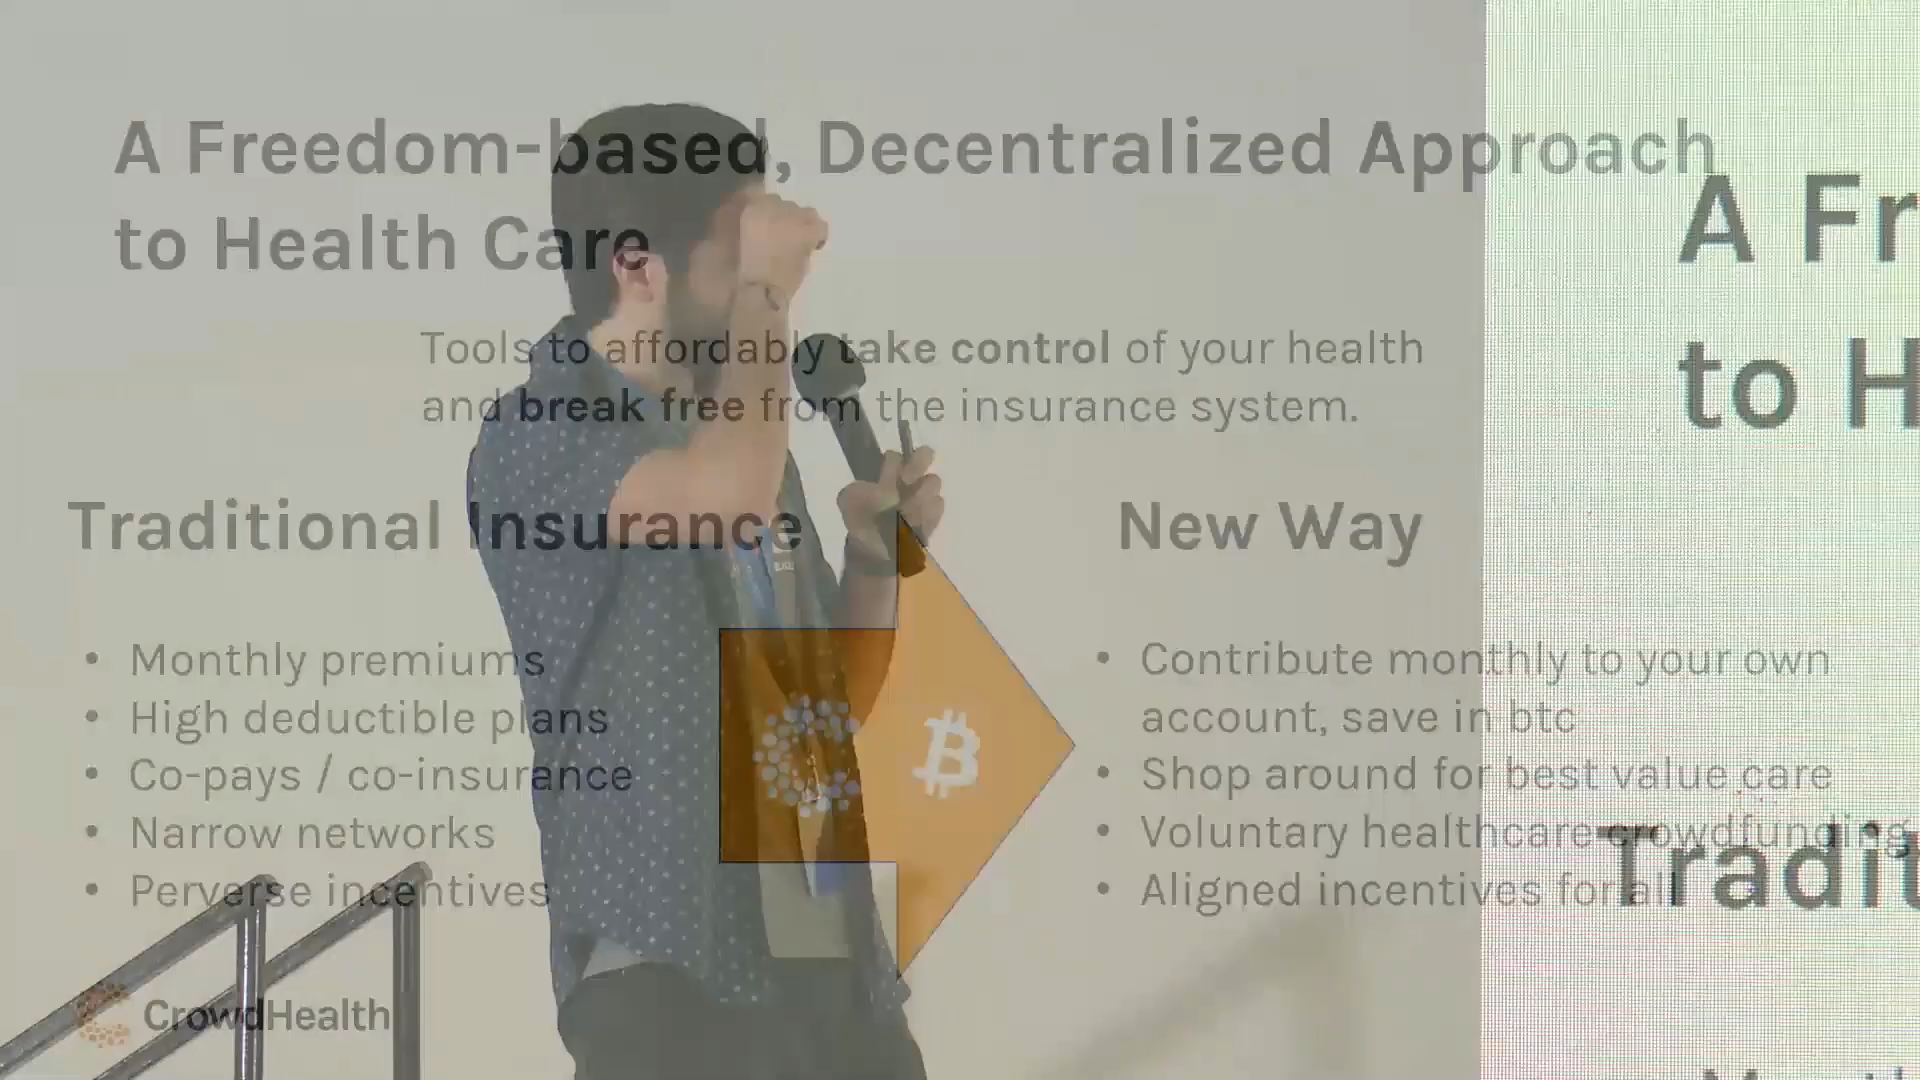 A Freedom-based, Decentralized Approach
to Health Care
Tools to affordably take control of your health
and break free from the insurance system.
Traditional Insurance
• Monthly premiums
• High deductible plans
• Co-pays / co-insurance
• Narrow networks
• Perverse incentives
New Way
• Contribute monthly to your own
account, save in btc
• Shop around for best value care
• Voluntary healthcare crowdfunding
• Aligned incentives for all
CrowdHealth
A Fr
to H
Tradit